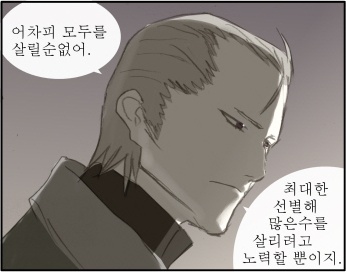 어차피 모두를
살릴순없어.
최대한
선별해
많은수를
살리려고
노력할 뿐이지.